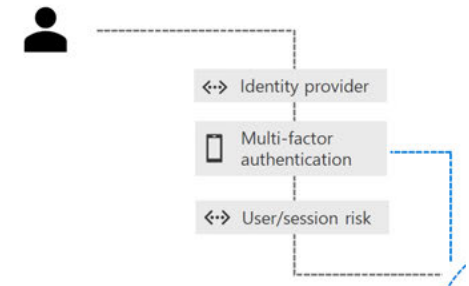 Identity provider
Multi-factor
authentication
User/session risk